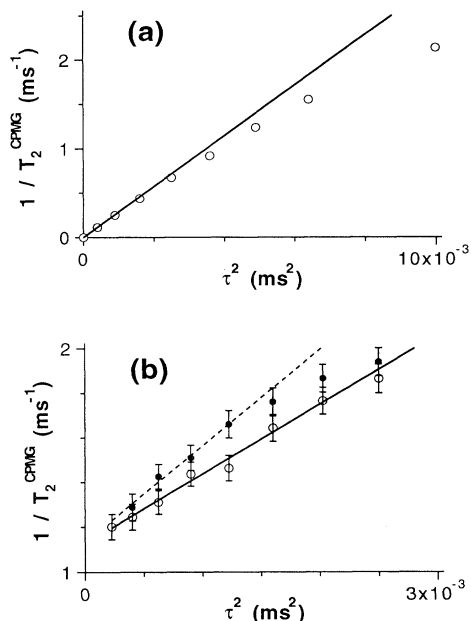 (a)
1 / T₂ᶜᴾᴹᴳ (ms⁻¹)
2
1
0
0
10x10⁻³
τ² (ms²)
(b)
1 / T₂ᶜᴾᴹᴳ (ms⁻¹)
2
1
0
3x10⁻³
τ² (ms²)